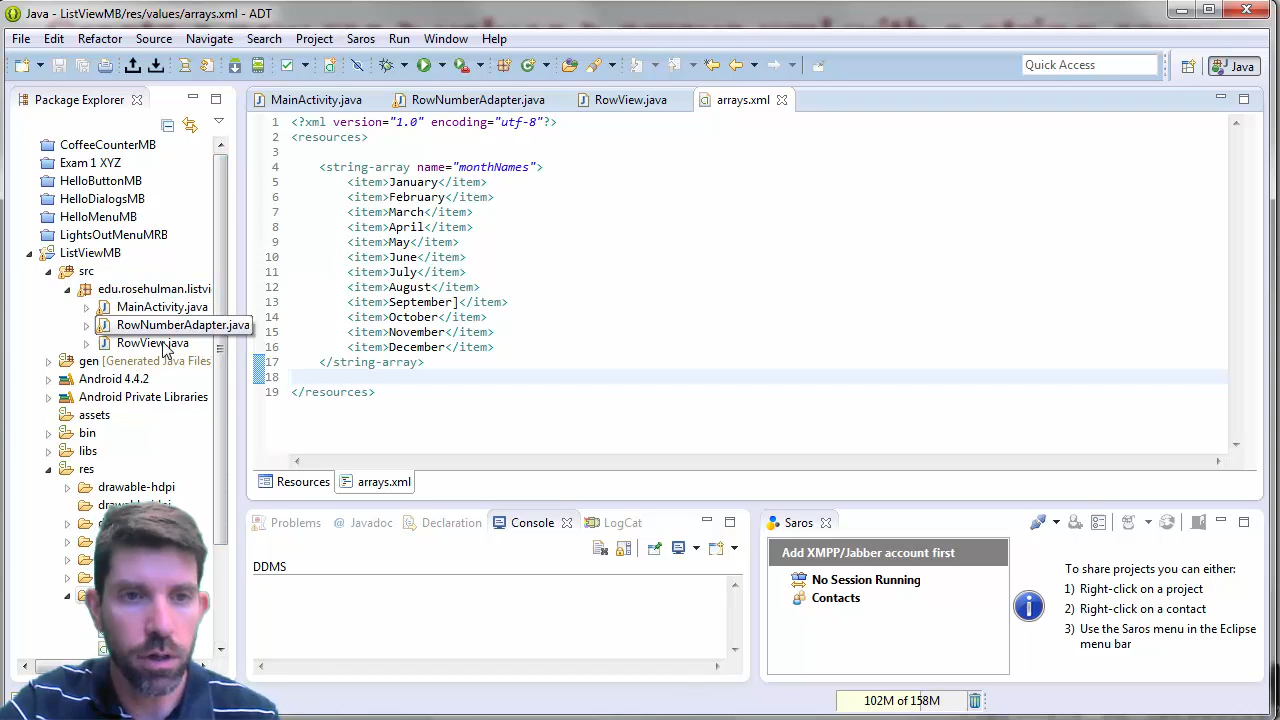 Java - ListViewMB/res/values/arrays.xml - ADT
File Edit Refactor Source Navigate Search Project Saros Run Window Help
Quick Access
Java
Package Explorer
MainActivity.java
RowNumberAdapter.java
RowView.java
arrays.xml
CoffeeCounterMB
Exam 1 XYZ
HelloButtonMB
HelloDialogsMB
HelloMenuMB
LightsOutMenuMRB
ListViewMB
src
edu.rosehulman.listvi
MainActivity.java
RowNumberAdapter.java
RowView.java
gen [Generated Java Files
Android 4.4.2
Android Private Libraries
assets
bin
libs
res
drawable-hdpi
1 <?xml version="1.0" encoding="utf-8"?>
2 <resources>
3
4 <string-array name="monthNames">
5 <item>January</item>
6 <item>February</item>
7 <item>March</item>
8 <item>April</item>
9 <item>May</item>
10 <item>June</item>
11 <item>July</item>
12 <item>August</item>
13 <item>September]</item>
14 <item>October</item>
15 <item>November</item>
16 <item>December</item>
17 </string-array>
18
19 </resources>
Resources
arrays.xml
Problems
Javadoc
Declaration
Console
LogCat
DDMS
Saros
Add XMPP/Jabber account first
No Session Running
Contacts
To share projects you can either:
1) Right-click on a project
2) Right-click on a contact
3) Use the Saros menu in the Eclipse
menu bar
102M of 158M